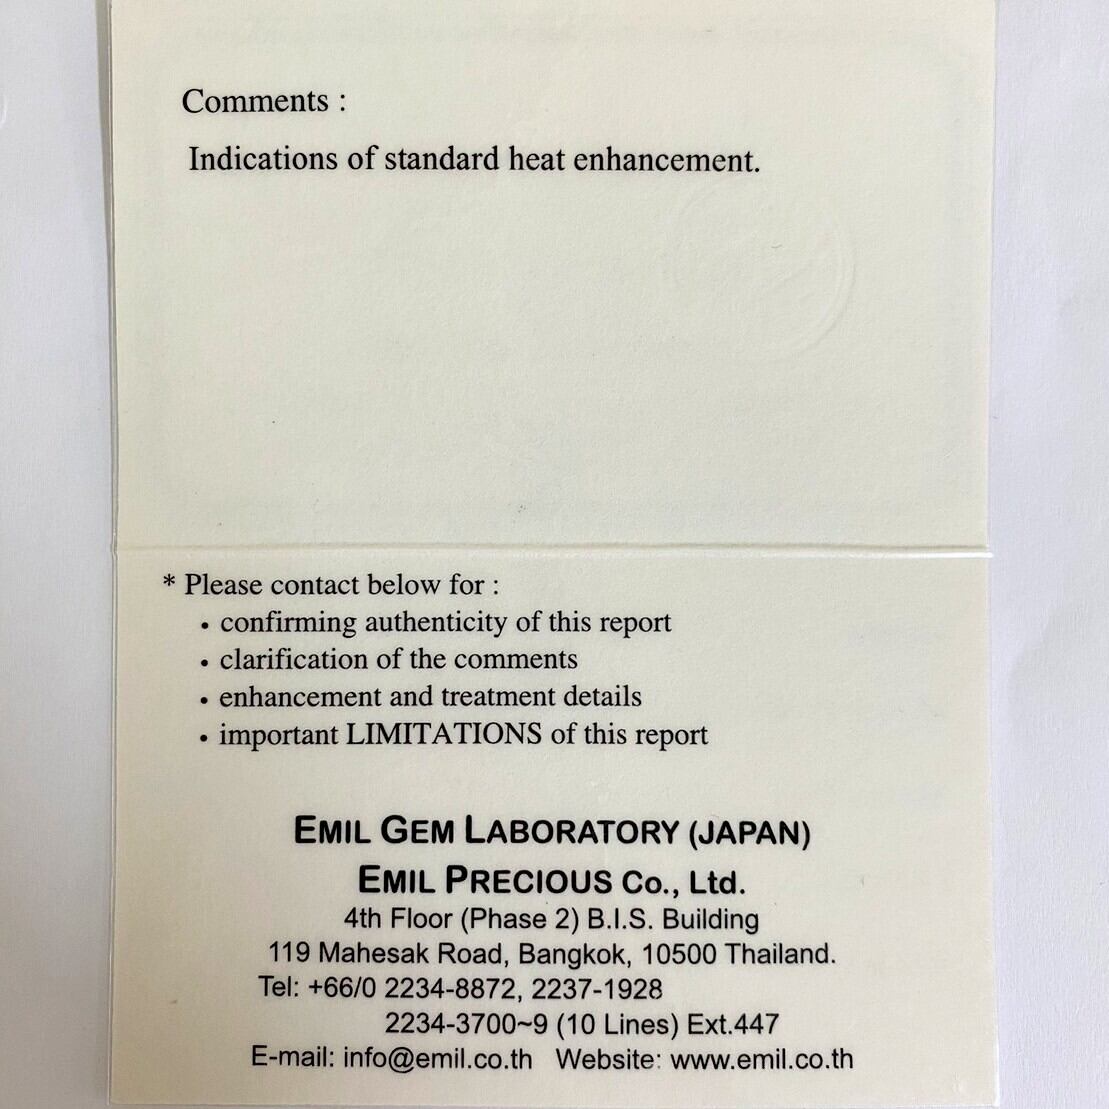 Comments :
Indications of standard heat enhancement.
* Please contact below for :
• confirming authenticity of this report
• clarification of the comments
• enhancement and treatment details
• important LIMITATIONS of this report
EMIL GEM LABORATORY (JAPAN)
EMIL PRECIOUS Co., Ltd.
4th Floor (Phase 2) B.I.S. Building
119 Mahesak Road, Bangkok, 10500 Thailand.
Tel: +66/0 2234-8872, 2237-1928
2234-3700~9 (10 Lines) Ext.447
E-mail: info@emil.co.th Website: www.emil.co.th